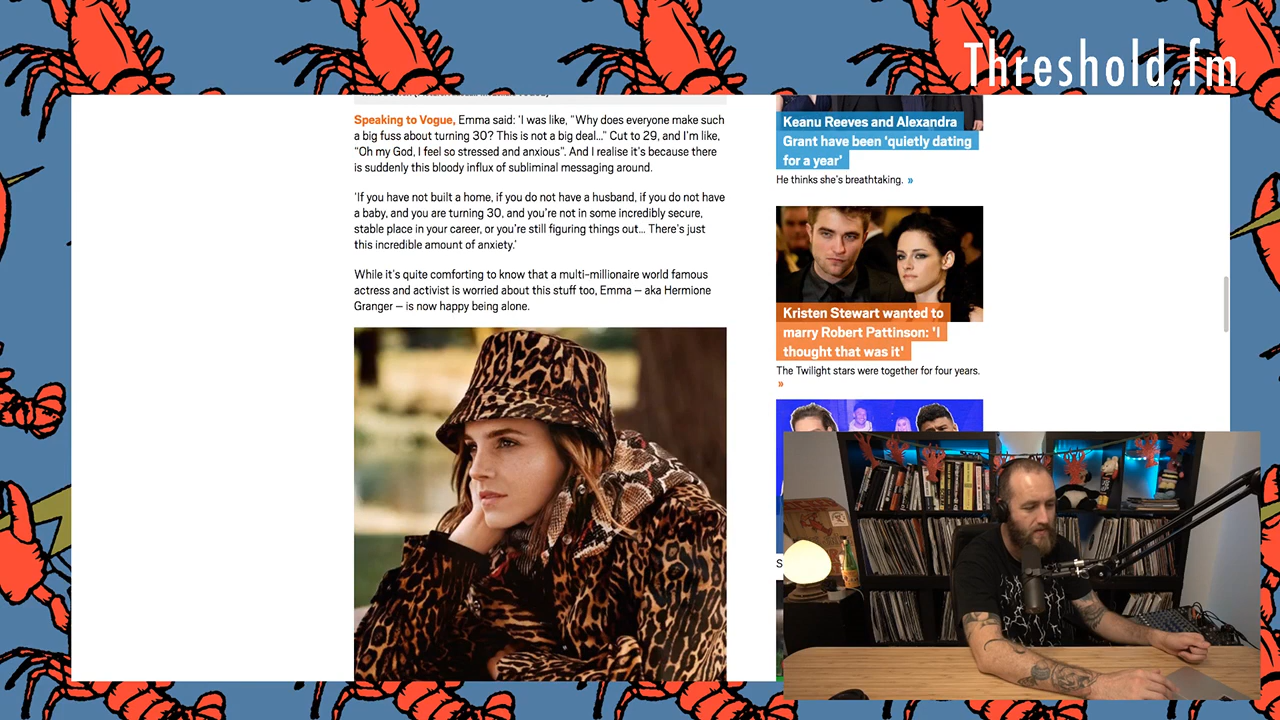 Threshold.fm
Speaking to Vogue, Emma said: ‘I was like, “Why does everyone make such
a big fuss about turning 30? This is not a big deal...” Cut to 29, and I’m like,
“Oh my God, I feel so stressed and anxious”. And I realise it’s because there
is suddenly this bloody influx of subliminal messaging around.
‘If you have not built a home, if you do not have a husband, if you do not have
a baby, and you are turning 30, and you’re not in some incredibly secure,
stable place in your career, or you’re still figuring things out... There’s just
this incredible amount of anxiety.’
While it’s quite comforting to know that a multi-millionaire world famous
actress and activist is worried about this stuff too, Emma – aka Hermione
Granger – is now happy being alone.
Keanu Reeves and Alexandra
Grant have been 'quietly dating
for a year'
He thinks she’s breathtaking. »
Kristen Stewart wanted to
marry Robert Pattinson: 'I
thought that was it'
The Twilight stars were together for four years.
»